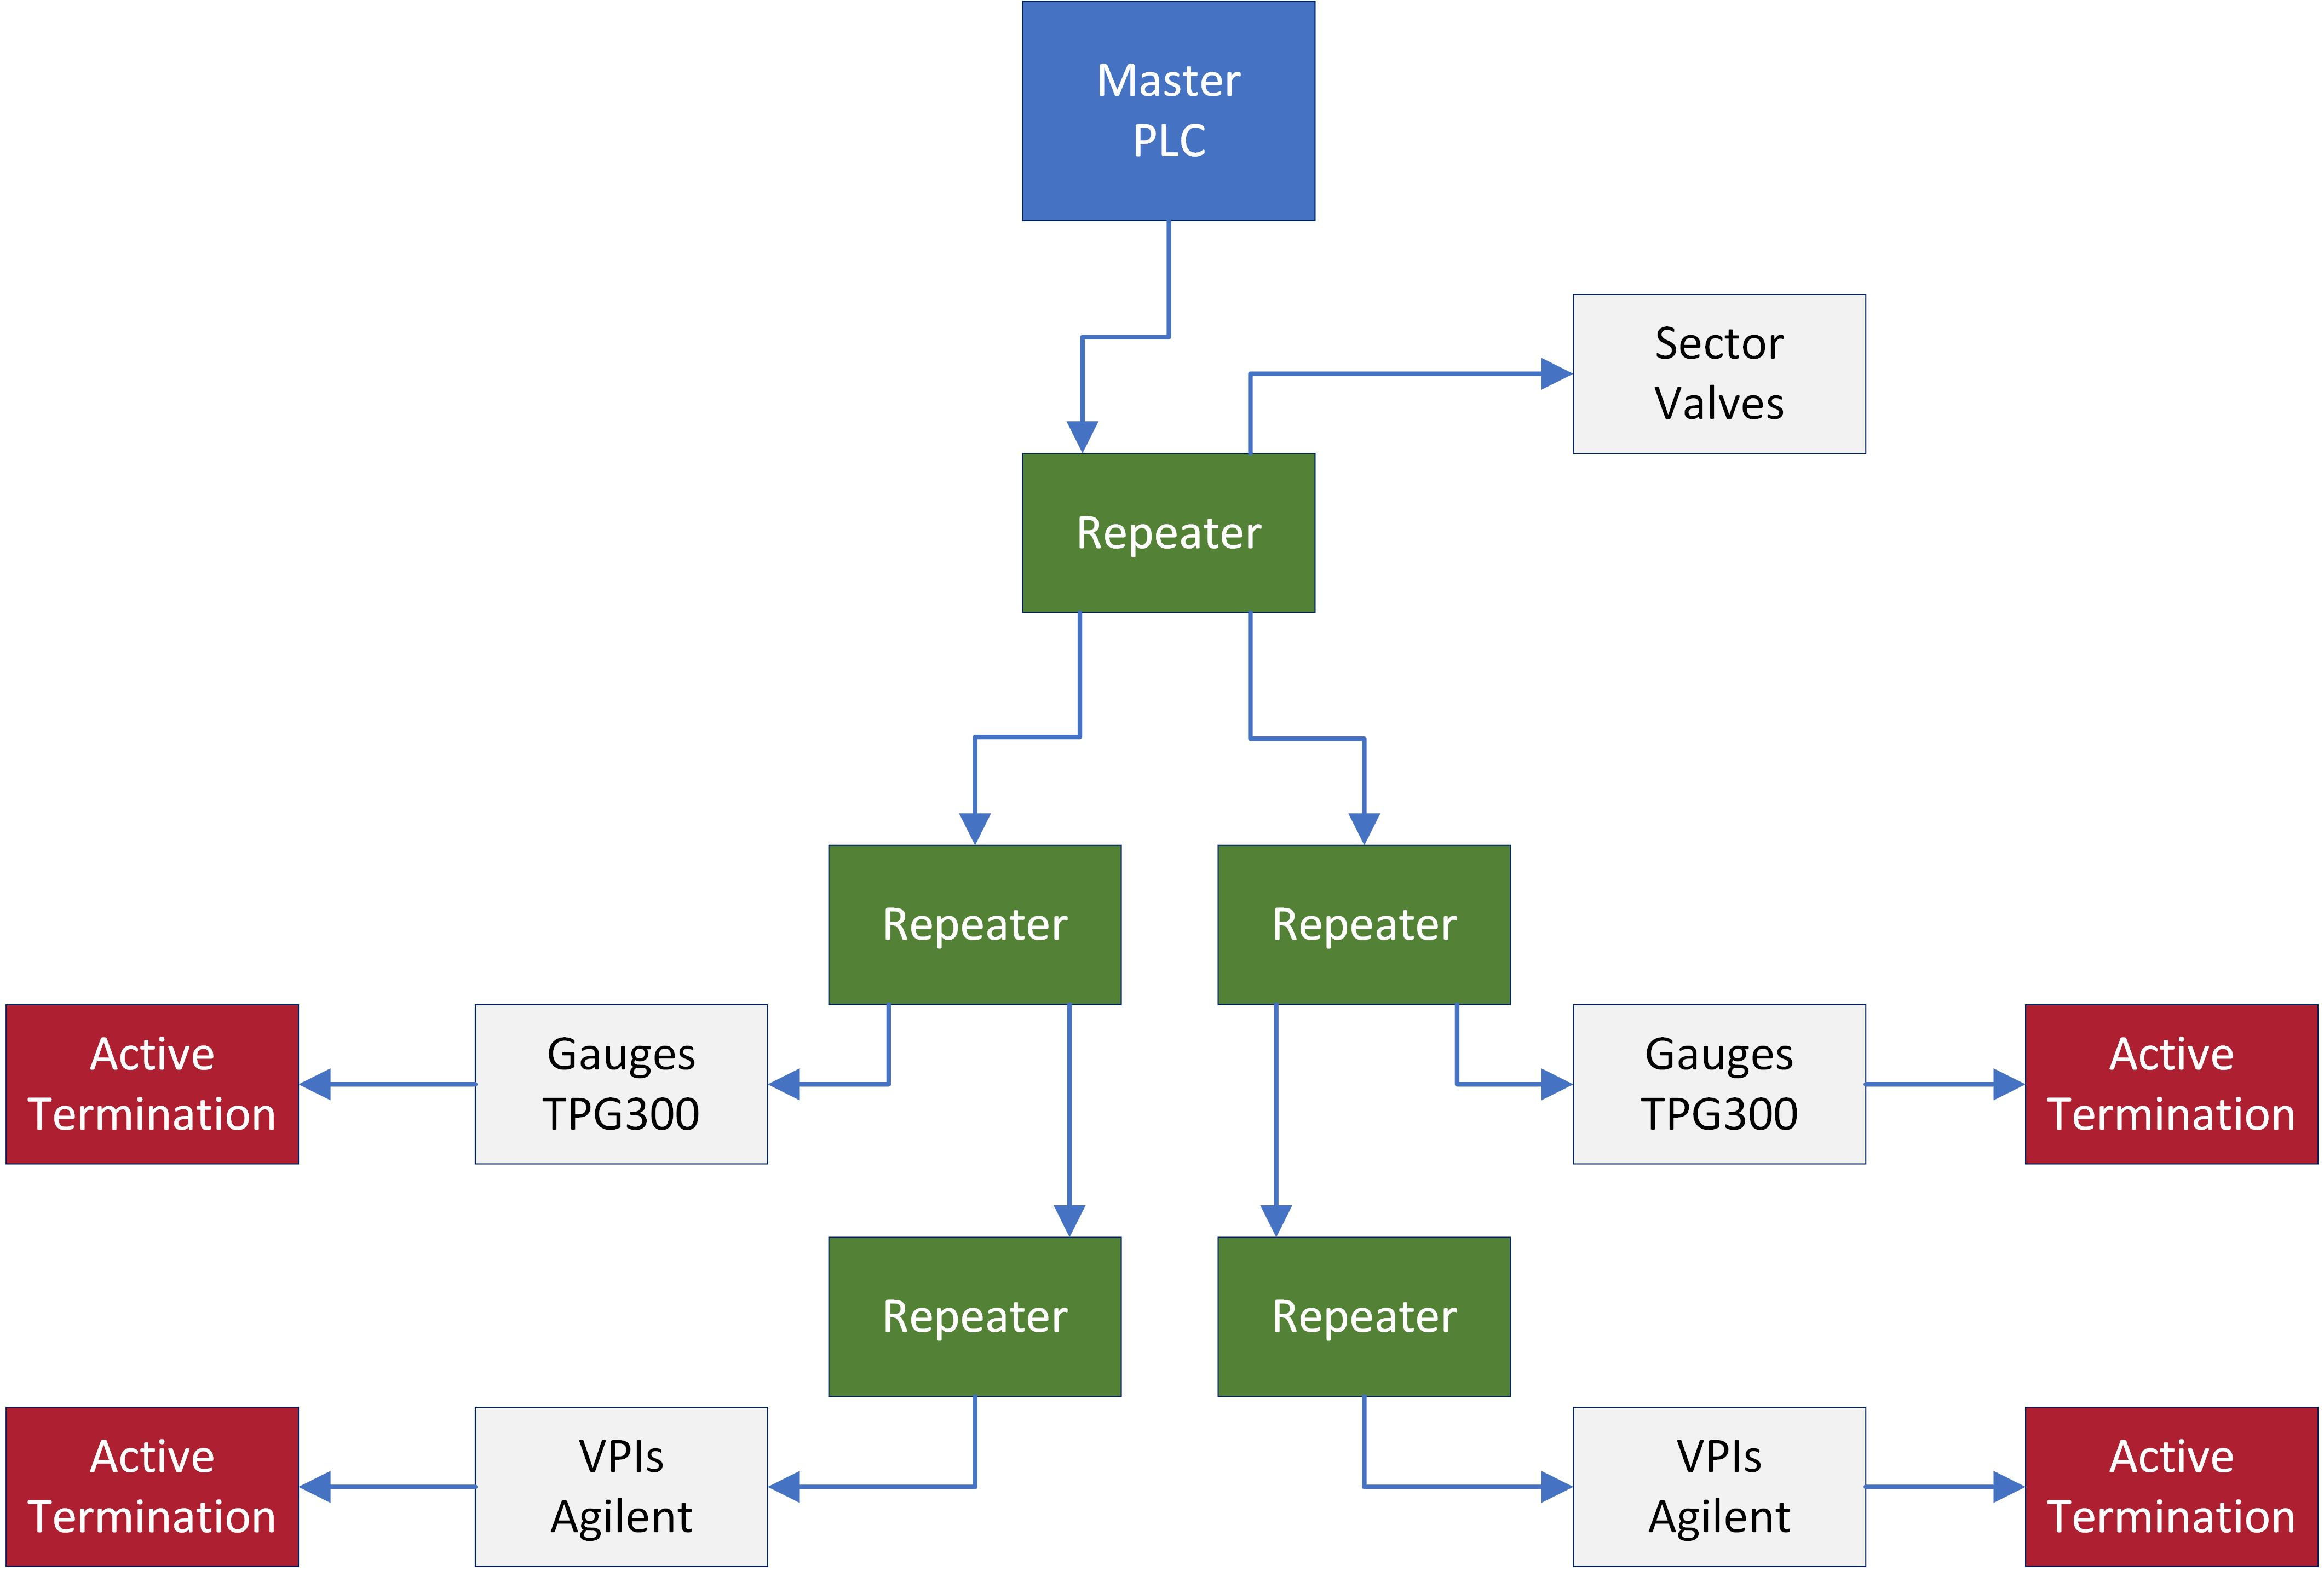 Master
PLC
Sector
Valves
Repeater
Repeater
Repeater
Active
Termination
Gauges
TPG300
Gauges
TPG300
Active
Termination
Repeater
Repeater
Active
Termination
VPIs
Agilent
VPIs
Agilent
Active
Termination